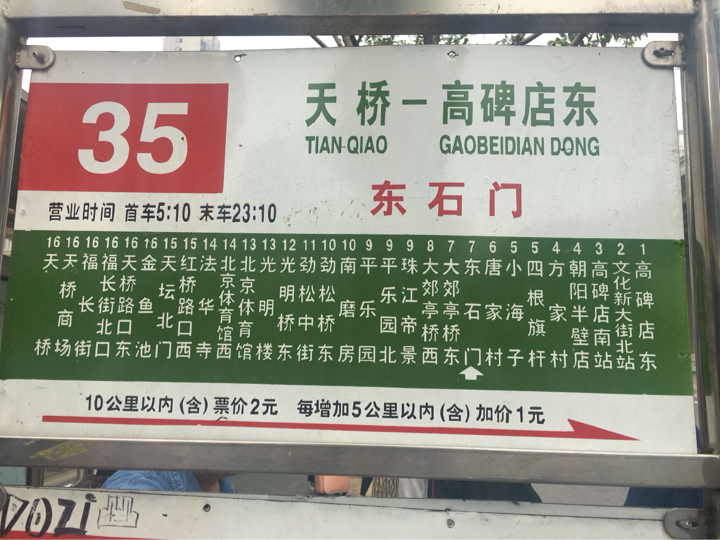 35
天桥－高碑店东
TIAN QIAO GAOBEIDIAN DONG
东石门
营业时间 首车5:10 末车23:10
16 16 16 16 16 16 15 15 14 14 13 13 12 11 10 10 9 9 9 8 7 7 6 5 5 4 4 3 2 1
天桥
天桥商场
福长街
福长街北口
天桥路口东
金鱼池
天坛北门
红桥路口西
法华寺
北京体育馆西
北京体育馆
光明楼
光明桥东
劲松中街
劲松桥东
南磨房
平乐园
平乐园北
珠江帝景
大郊亭桥西
大郊亭桥东
东石门
唐家村
小海子
四根旗杆
方家村
朝阳半壁店
高碑店南站
文化新大街北站
高碑店东
10公里以内(含)票价2元 每增加5公里以内(含)加价1元